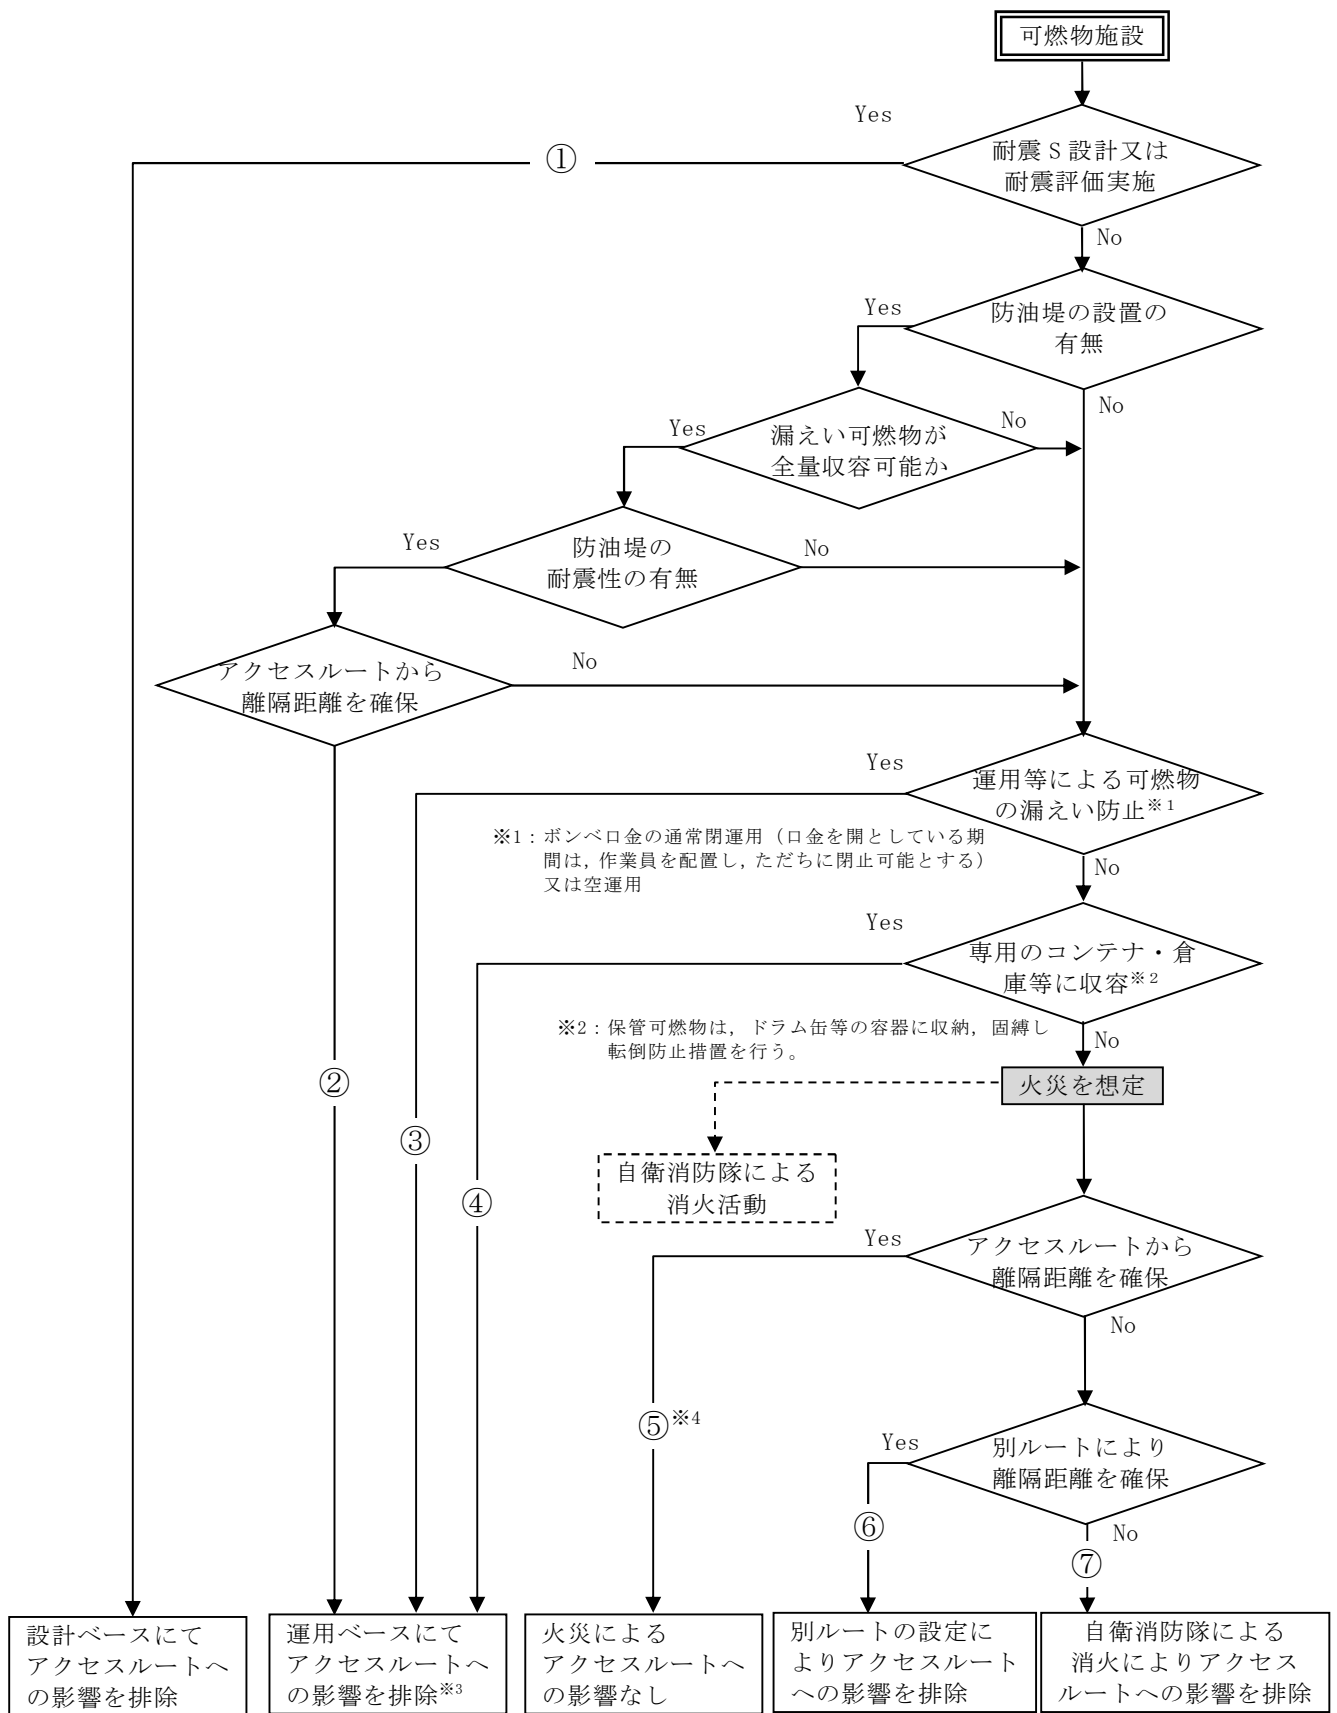 可燃物施設
Yes
①
耐震 S 設計又は
耐震評価実施
No
Yes
防油堤の設置の
有無
No
Yes
漏えい可燃物が
全量収容可能か
No
Yes
防油堤の
耐震性の有無
No
アクセスルートから
離隔距離を確保
No
Yes
運用等による可燃物
の漏えい防止※1
※1：ボンベ口金の通常閉運用（口金を開としている期
間は，作業員を配置し，ただちに閉止可能とする）
又は空運用
No
Yes
専用のコンテナ・倉
庫等に収容※2
※2：保管可燃物は，ドラム缶等の容器に収納，固縛し
転倒防止措置を行う。
No
②
火災を想定
③
自衛消防隊による
消火活動
④
Yes
アクセスルートから
離隔距離を確保
No
⑤※4
Yes
別ルートにより
離隔距離を確保
No
⑥
⑦
設計ベースにて
アクセスルートへ
の影響を排除
運用ベースにて
アクセスルートへ
の影響を排除※3
火災による
アクセスルートへ
の影響なし
別ルートの設定に
よりアクセスルート
への影響を排除
自衛消防隊による
消火によりアクセス
ルートへの影響を排除